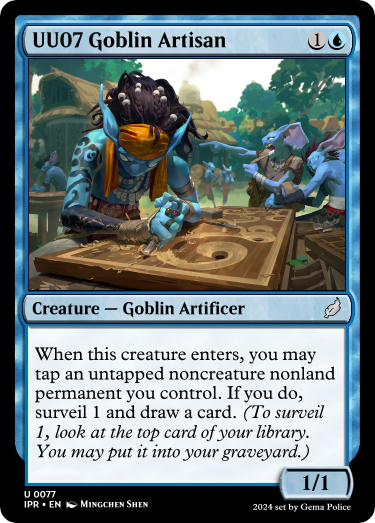 UU07 Goblin Artisan
1
Creature — Goblin Artificer
When this creature enters, you may
tap an untapped noncreature nonland
permanent you control. If you do,
surveil 1 and draw a card. (To surveil
1, look at the top card of your library.
You may put it into your graveyard.)
1/1
U 0077
IPR • EN Mingchen Shen
2024 set by Gema Police